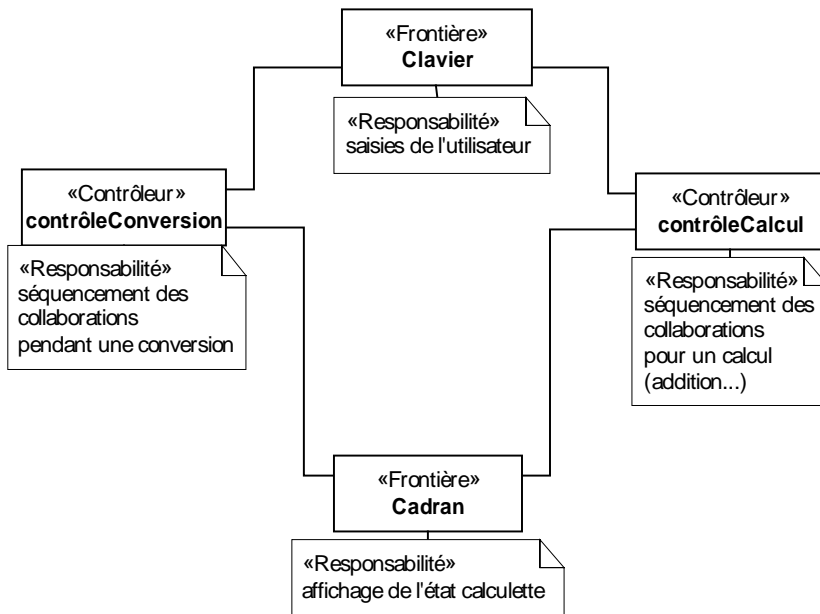 «Frontière»
Clavier
«Responsabilité»
saisies de l'utilisateur
«Contrôleur»
contrôleConversion
«Responsabilité»
séquencement des
collaborations
pendant une conversion
«Contrôleur»
contrôleCalcul
«Responsabilité»
séquencement des
collaborations
pour un calcul
(addition...)
«Frontière»
Cadran
«Responsabilité»
affichage de l'état calculette